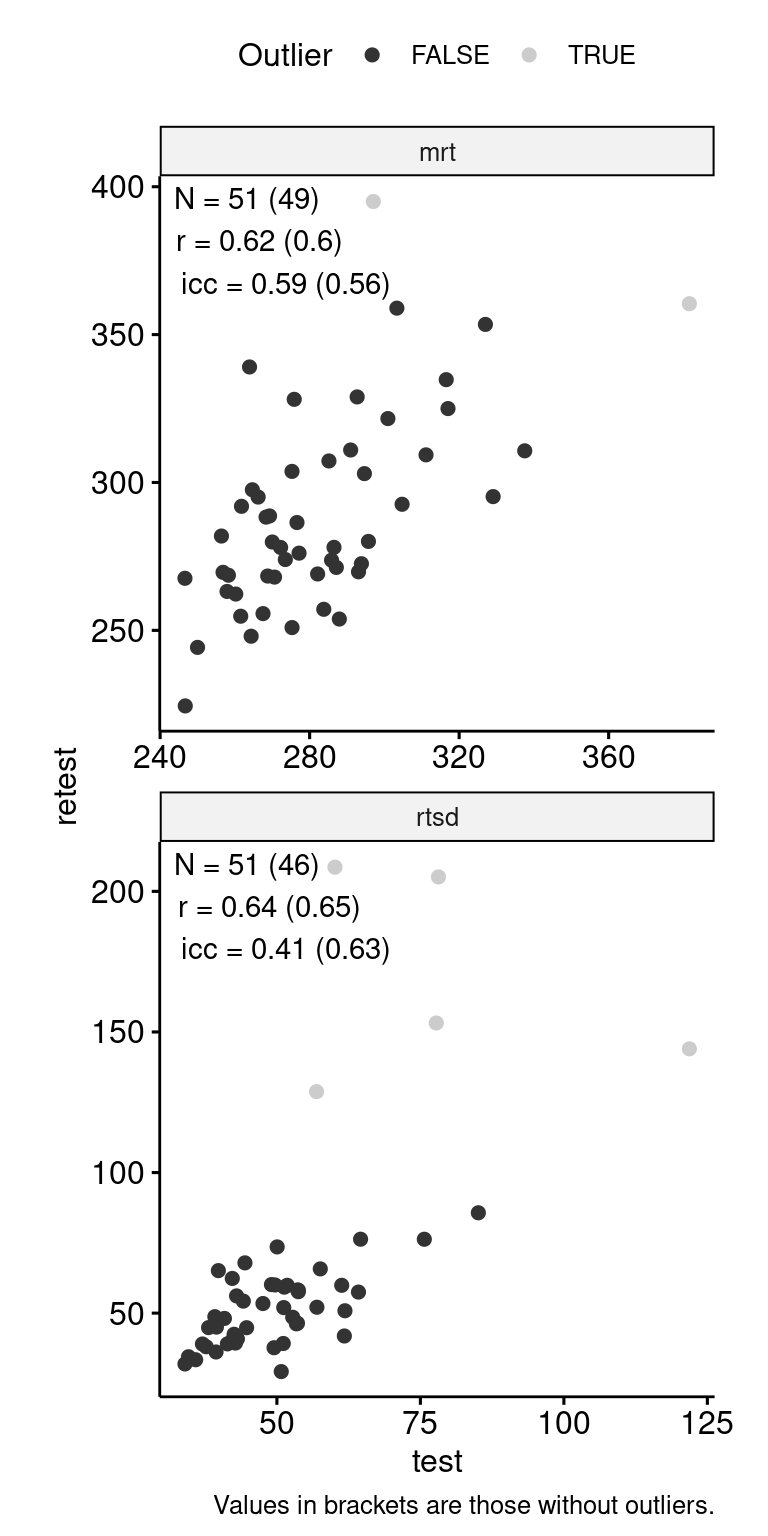 Outlier FALSE TRUE
mrt
400
N = 51 (49)
r = 0.62 (0.6)
icc = 0.59 (0.56)
350
300
250
240 280 320 360
retest
rtsd
N = 51 (46)
200
r = 0.64 (0.65)
icc = 0.41 (0.63)
150
100
50
50 75 100 125
test
Values in brackets are those without outliers.